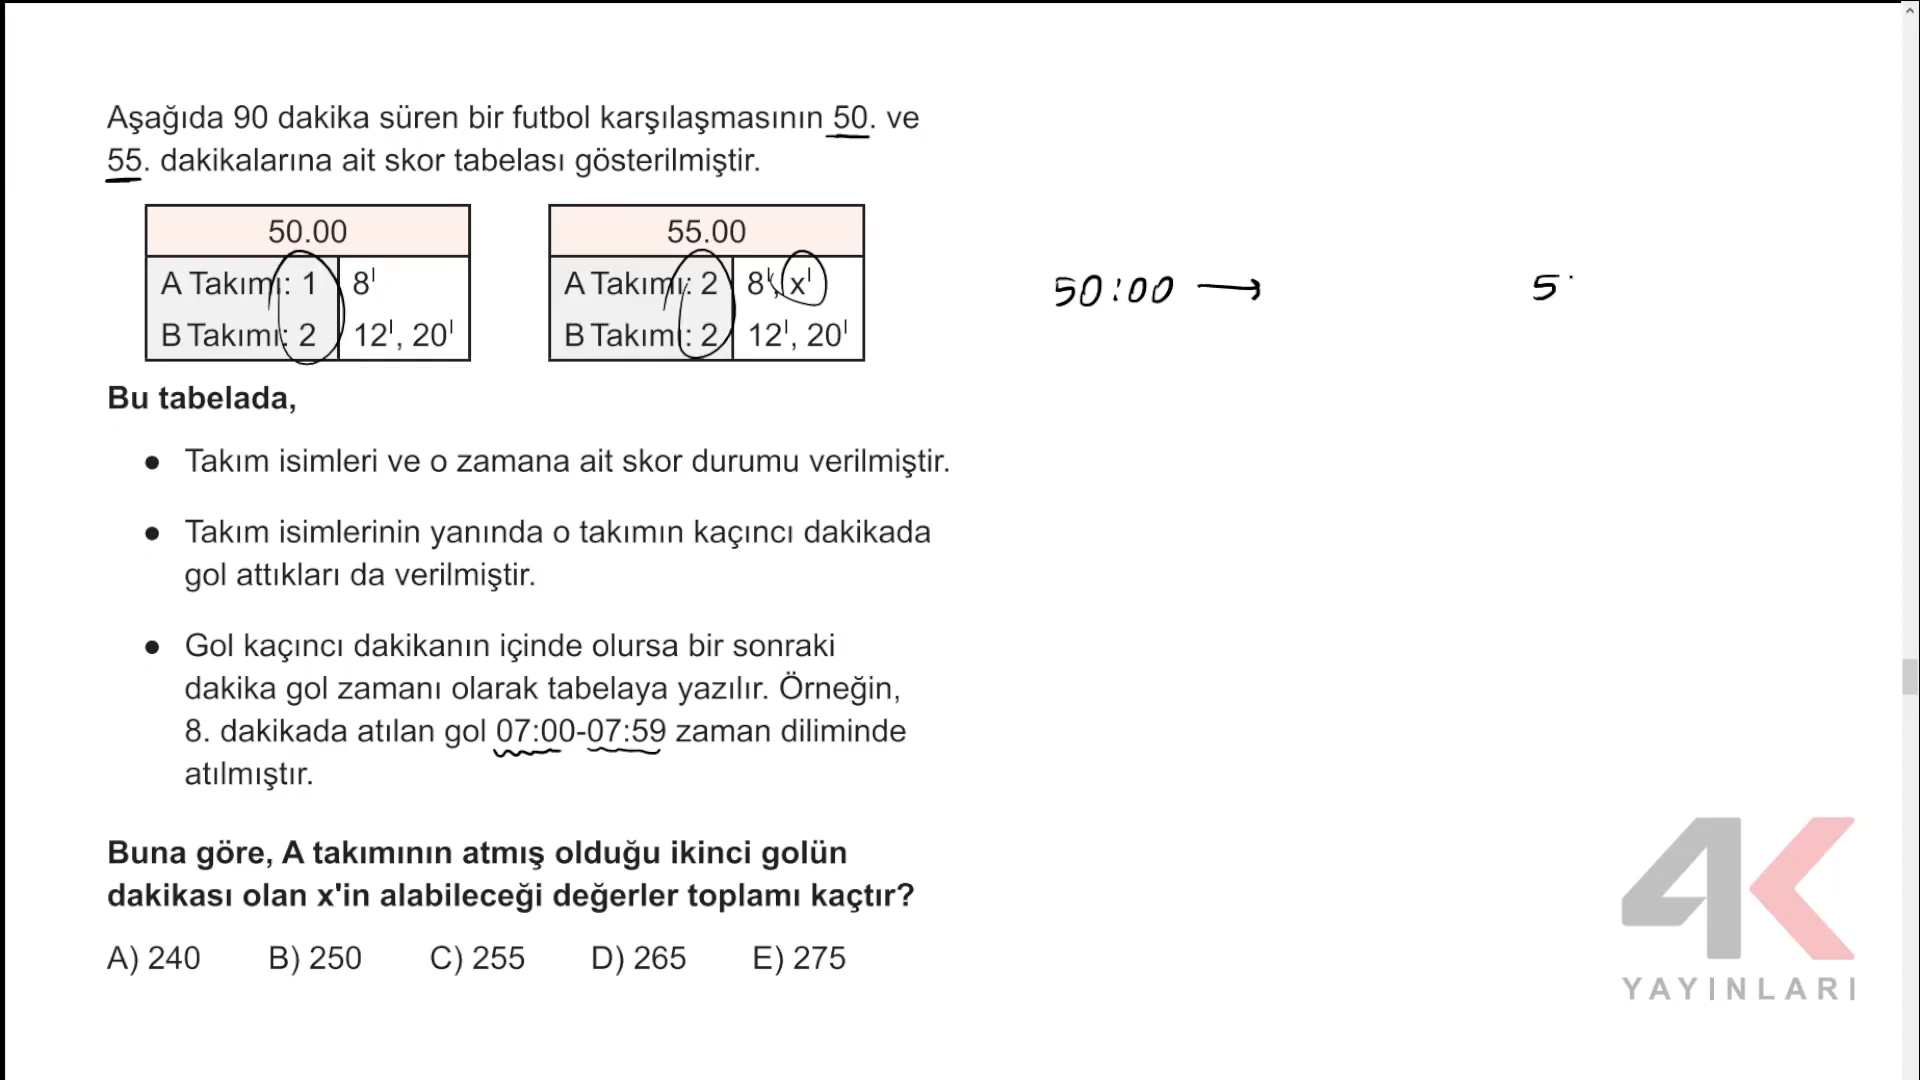 Aşağıda 90 dakika süren bir futbol karşılaşmasının 50. ve
55. dakikalarına ait skor tabelası gösterilmiştir.
50.00
A Takımı: 1 8'
B Takımı: 2 12', 20'
55.00
A Takımı: 2 8', x'
B Takımı: 2 12', 20'
50:00 → 5
Bu tabelada,
● Takım isimleri ve o zamana ait skor durumu verilmiştir.
● Takım isimlerinin yanında o takımın kaçıncı dakikada
gol attıkları da verilmiştir.
● Gol kaçıncı dakikanın içinde olursa bir sonraki
dakika gol zamanı olarak tabelaya yazılır. Örneğin,
8. dakikada atılan gol 07:00-07:59 zaman diliminde
atılmıştır.
Buna göre, A takımının atmış olduğu ikinci golün
dakikası olan x'in alabileceği değerler toplamı kaçtır?
A) 240 B) 250 C) 255 D) 265 E) 275
4K
YAYINLARI